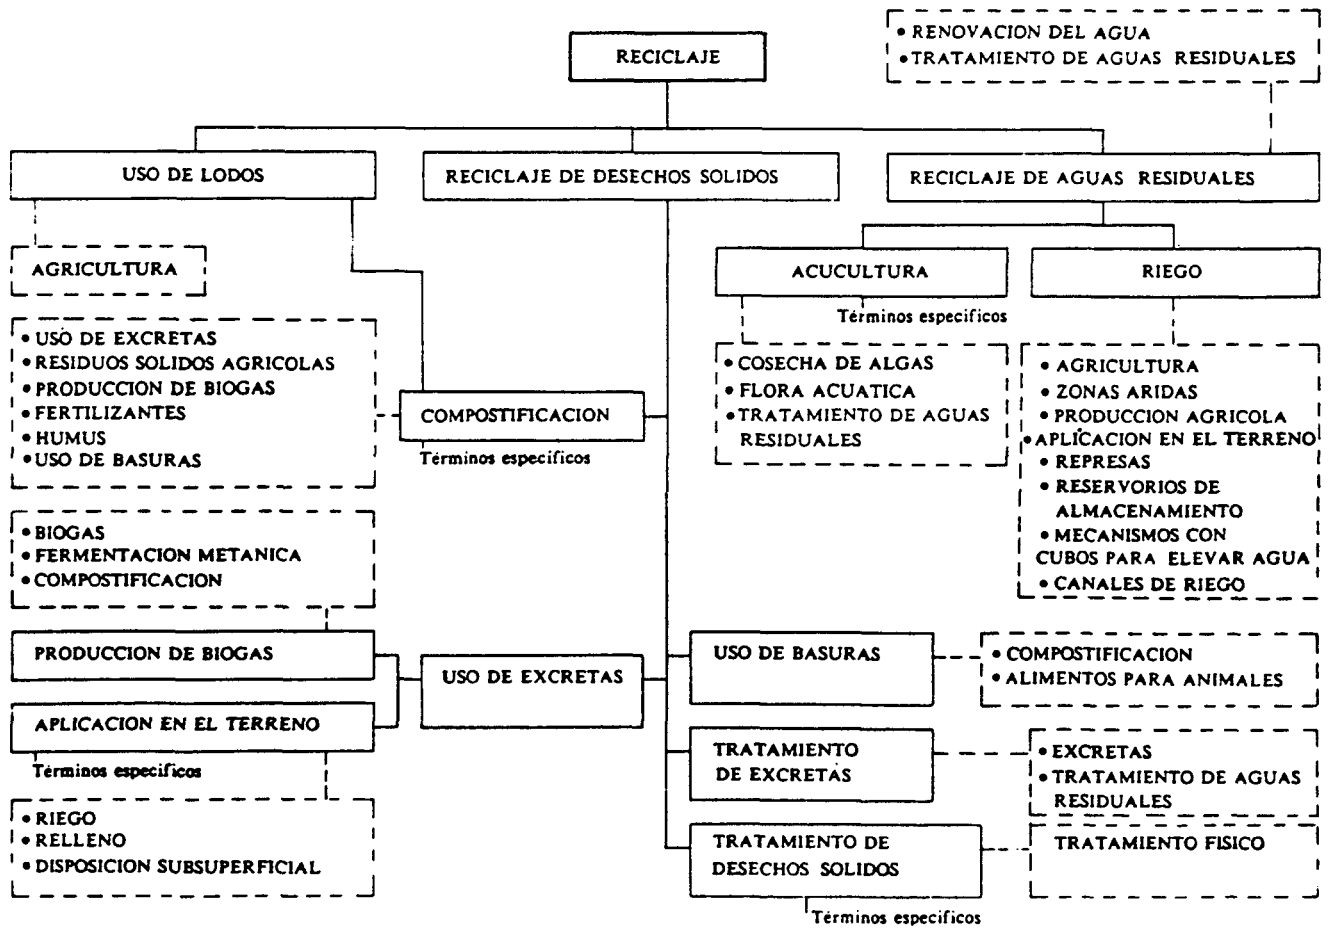 RECICLAJE
• RENOVACION DEL AGUA
• TRATAMIENTO DE AGUAS RESIDUALES
USO DE LODOS
RECICLAJE DE DESECHOS SOLIDOS
RECICLAJE DE AGUAS RESIDUALES
AGRICULTURA
ACUCULTURA
Términos especificos
RIEGO
• USO DE EXCRETAS
• RESIDUOS SOLIDOS AGRICOLAS
• PRODUCCION DE BIOGAS
• FERTILIZANTES
• HUMUS
• USO DE BASURAS
COMPOSTIFICACION
Términos especificos
• COSECHA DE ALGAS
• FLORA ACUATICA
• TRATAMIENTO DE AGUAS
RESIDUALES
• AGRICULTURA
• ZONAS ARIDAS
• PRODUCCION AGRICOLA
• APLICACION EN EL TERRENO
• REPRESAS
• RESERVORIOS DE
ALMACENAMIENTO
• MECANISMOS CON
CUBOS PARA ELEVAR AGUA
• CANALES DE RIEGO
• BIOGAS
• FERMENTACION METANICA
• COMPOSTIFICACION
PRODUCCION DE BIOGAS
APLICACION EN EL TERRENO
Términos especificos
• RIEGO
• RELLENO
• DISPOSICION SUBSUPERFICIAL
USO DE EXCRETAS
USO DE BASURAS
• COMPOSTIFICACION
• ALIMENTOS PARA ANIMALES
TRATAMIENTO
DE EXCRETAS
• EXCRETAS
• TRATAMIENTO DE AGUAS
RESIDUALES
TRATAMIENTO DE
DESECHOS SOLIDOS
Términos especificos
TRATAMIENTO FISICO